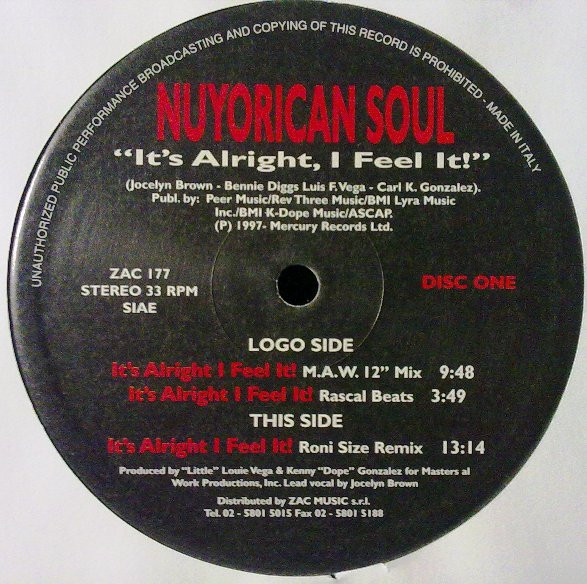 UNAUTHORIZED PUBLIC PERFORMANCE BROADCASTING AND COPYING OF THIS RECORD IS PROHIBITED - MADE IN ITALY
NUYORICAN SOUL
"It's Alright, I Feel It!"
(Jocelyn Brown - Bennie Diggs Luis F. Vega - Carl K. Gonzalez).
Publ. by: Peer Music/Rev Three Music/BMI Lyra Music
Inc./BMI K-Dope Music/ASCAP.
(P) 1997- Mercury Records Ltd.
ZAC 177
STEREO 33 RPM
SIAE
DISC ONE
LOGO SIDE
It's Alright I Feel It! M.A.W. 12" Mix 9:48
It's Alright I Feel It! Rascal Beats 3:49
THIS SIDE
It's Alright I Feel It! Roni Size Remix 13:14
Produced by "Little" Louie Vega & Kenny "Dope" Gonzalez for Masters al
Work Productions, Inc. Lead vocal by Jocelyn Brown
Distributed by ZAC MUSIC s.r.l.
Tel. 02 - 5801 5015 Fax 02 - 5801 5188